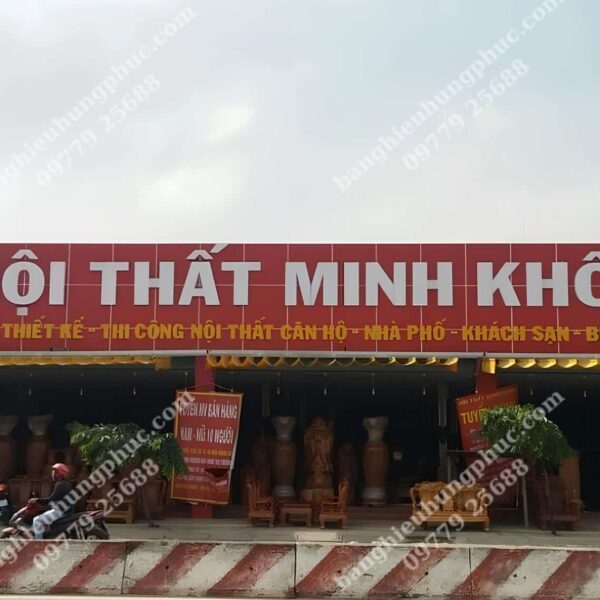 ỘI THẤT MINH KHÔ
THIẾT KẾ - THI CÔNG NỘI THẤT CĂN HỘ - NHÀ PHỐ - KHÁCH SẠN - B
TUYỂN NV BÁN HÀNG
NAM - NỮ 10 NGƯỜI
TUY
banghieuhungphuc.com
09779 25688
banghieuhungphuc.com
09779 25688
banghieuhungphuc.com
09779 25688
banghieuhungphuc.com
09779 25688